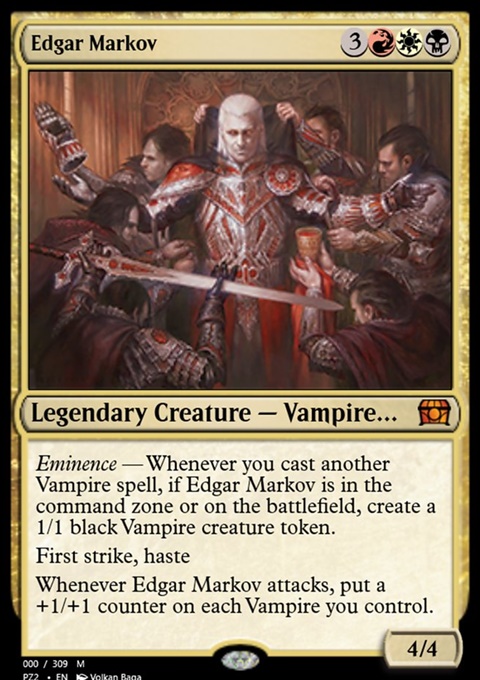 Edgar Markov
3
Legendary Creature — Vampire...
Eminence — Whenever you cast another
Vampire spell, if Edgar Markov is in the
command zone or on the battlefield, create a
1/1 black Vampire creature token.
First strike, haste
Whenever Edgar Markov attacks, put a
+1/+1 counter on each Vampire you control.
4/4
000 / 309 M
PZ2 • EN Volkan Baga